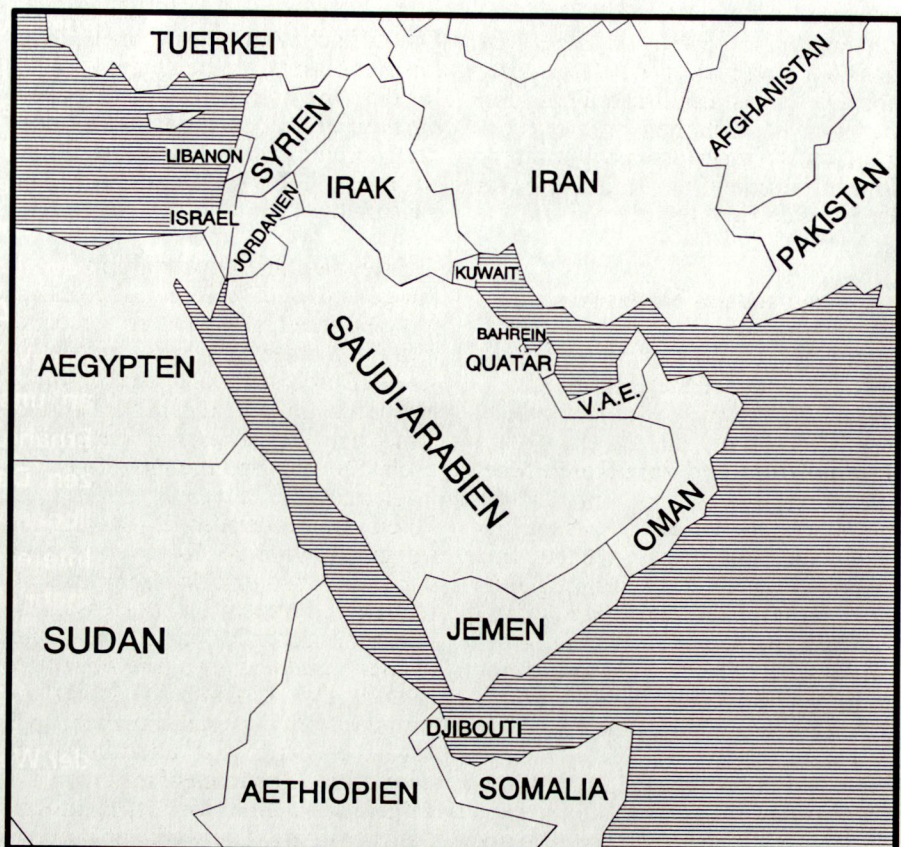 TUERKEI
AFGHANISTAN
SYRIEN
LIBANON
IRAK
IRAN
PAKISTAN
ISRAEL
JORDANIEN
KUWAIT
SAUDI-ARABIEN
BAHREIN
QUATAR
AEGYPTEN
V.A.E.
OMAN
JEMEN
SUDAN
DJIBOUTI
AETHIOPIEN
SOMALIA